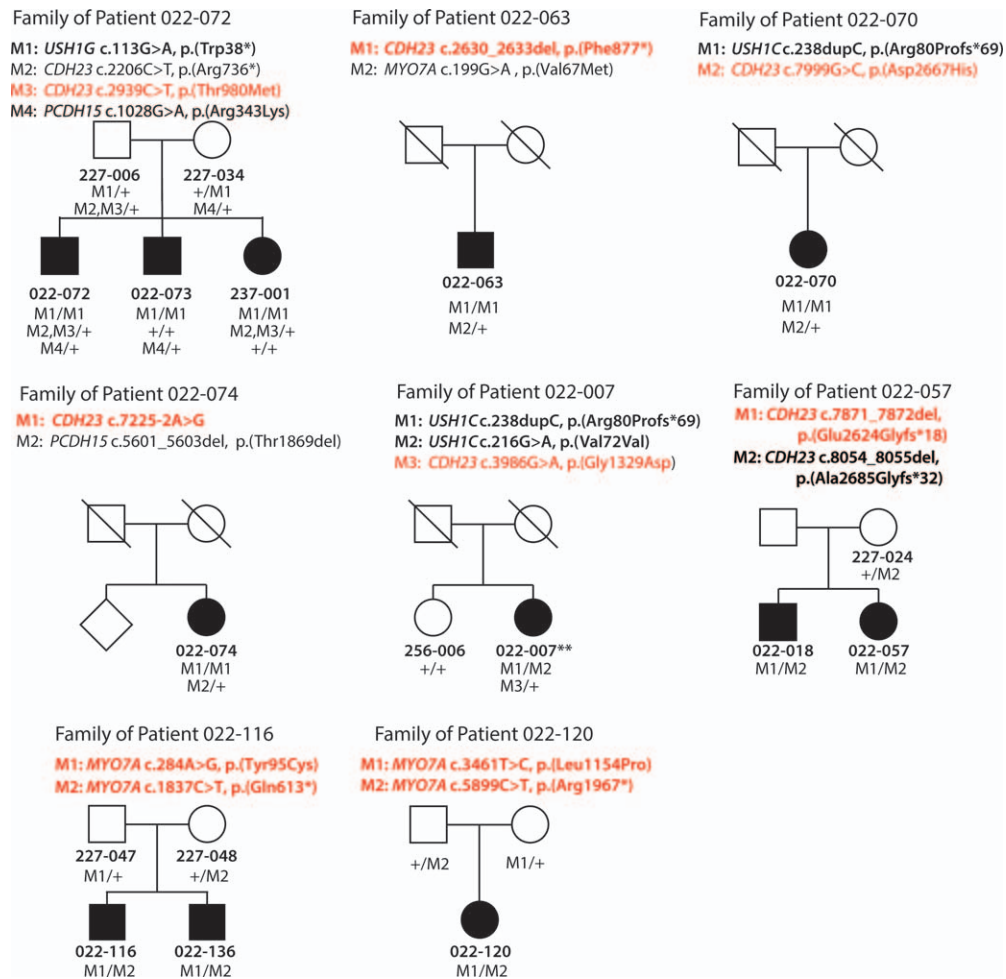 Family of Patient 022-072
M1: USH1G c.113G>A, p.(Trp38*)
M2: CDH23 c.2206C>T, p.(Arg736*)
M3: CDH23 c.2939C>T, p.(Thr980Met)
M4: PCDH15 c.1028G>A, p.(Arg343Lys)
227-006
M1/+
M2,M3/+
227-034
+/M1
M4/+
022-072
M1/M1
M2,M3/+
M4/+
022-073
M1/M1
+/+
M4/+
237-001
M1/M1
M2,M3/+
+/+
Family of Patient 022-063
M1: CDH23 c.2630_2633del, p.(Phe877*)
M2: MYO7A c.199G>A , p.(Val67Met)
022-063
M1/M1
M2/+
Family of Patient 022-070
M1: USH1C c.238dupC, p.(Arg80Profs*69)
M2: CDH23 c.7999G>C, p.(Asp2667His)
022-070
M1/M1
M2/+
Family of Patient 022-074
M1: CDH23 c.7225-2A>G
M2: PCDH15 c.5601_5603del, p.(Thr1869del)
022-074
M1/M1
M2/+
Family of Patient 022-007
M1: USH1C c.238dupC, p.(Arg80Profs*69)
M2: USH1C c.216G>A, p.(Val72Val)
M3: CDH23 c.3986G>A, p.(Gly1329Asp)
256-006
+/+
022-007**
M1/M2
M3/+
Family of Patient 022-057
M1: CDH23 c.7871_7872del,
p.(Glu2624Glyfs*18)
M2: CDH23 c.8054_8055del,
p.(Ala2685Glyfs*32)
227-024
+/M2
022-018
M1/M2
022-057
M1/M2
Family of Patient 022-116
M1: MYO7A c.284A>G, p.(Tyr95Cys)
M2: MYO7A c.1837C>T, p.(Gln613*)
227-047
M1/+
227-048
+/M2
022-116
M1/M2
022-136
M1/M2
Family of Patient 022-120
M1: MYO7A c.3461T>C, p.(Leu1154Pro)
M2: MYO7A c.5899C>T, p.(Arg1967*)
+/M2
M1/+
022-120
M1/M2